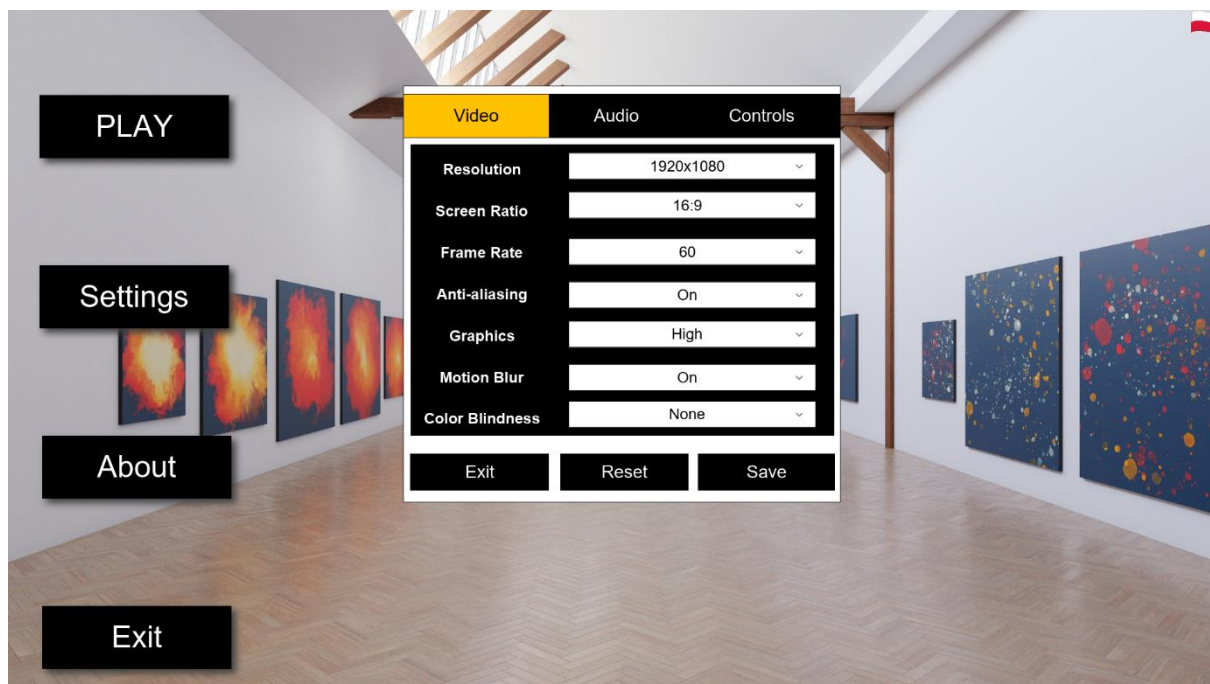 PLAY
Settings
About
Exit
Video Audio Controls
Resolution 1920x1080
Screen Ratio 16:9
Frame Rate 60
Anti-aliasing On
Graphics High
Motion Blur On
Color Blindness None
Exit Reset Save